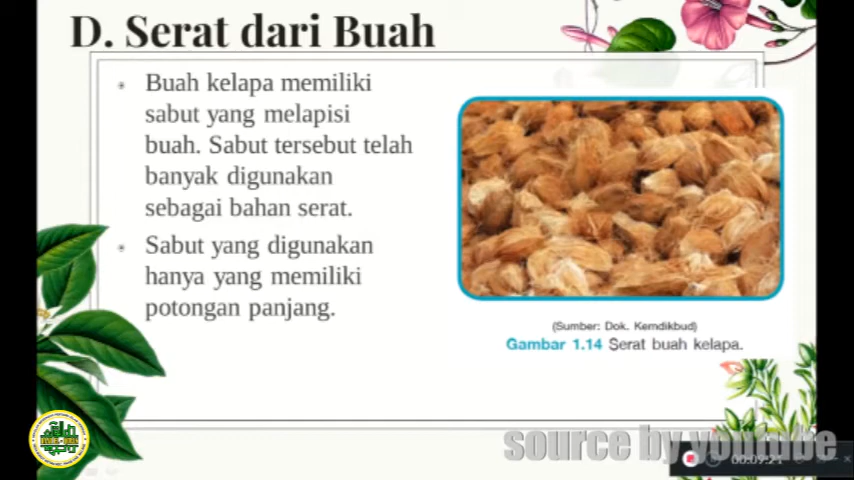 D. Serat dari Buah
Buah kelapa memiliki
sabut yang melapisi
buah. Sabut tersebut telah
banyak digunakan
sebagai bahan serat.
Sabut yang digunakan
hanya yang memiliki
potongan panjang.
(Sumber: Dok. Kemdikbud)
Gambar 1.14 Serat buah kelapa.
source by youtube
00:09:21